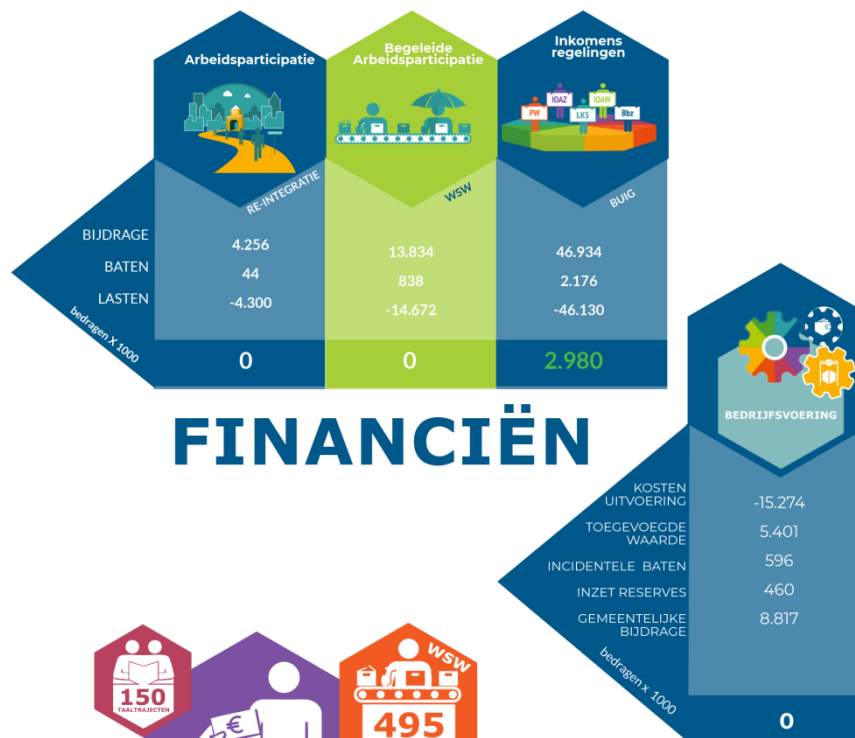 Arbeidsparticipatie
Begeleide
Arbeidsparticipatie
Inkomens
regelingen
PW
IOAZ
LKS
IOAW
Bbz
RE-INTEGRATIE
WSW
BUIG
BIJDRAGE 4.256 13.834 46.934
BATEN 44 838 2.176
LASTEN -4.300 -14.672 -46.130
bedragen X 1000
0 0 2.980
FINANCIËN
BEDRIJFSVOERING
KOSTEN
UITVOERING -15.274
TOEGEVOEGDE
WAARDE 5.401
INCIDENTELE BATEN 596
INZET RESERVES 460
GEMEENTELIJKE
BIJDRAGE 8.817
bedragen x 1000
0
150
TAALTRAJECTEN
€
WSW
495